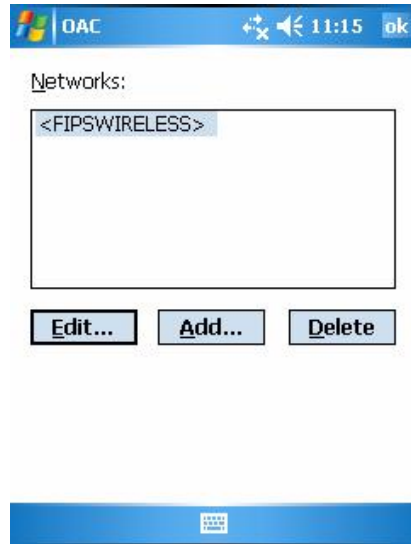 OAC 11:15 ok
Networks:
<FIPSWIRELESS>
Edit... Add... Delete